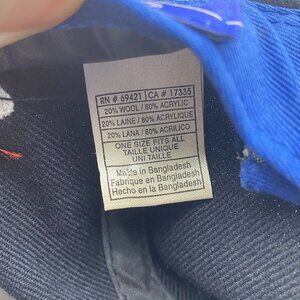 RN # 69421 CA # 17335
20% WOOL / 80% ACRYLIC
20% LAINE / 80% ACRYLIQUE
20% LANA / 80% ACRILICO
ONE SIZE FITS ALL
TAILLE UNIQUE
UNI TAILLE
Made in Bangladesh
Fabrique en Bangladesh
Hecho en la Bangladesh